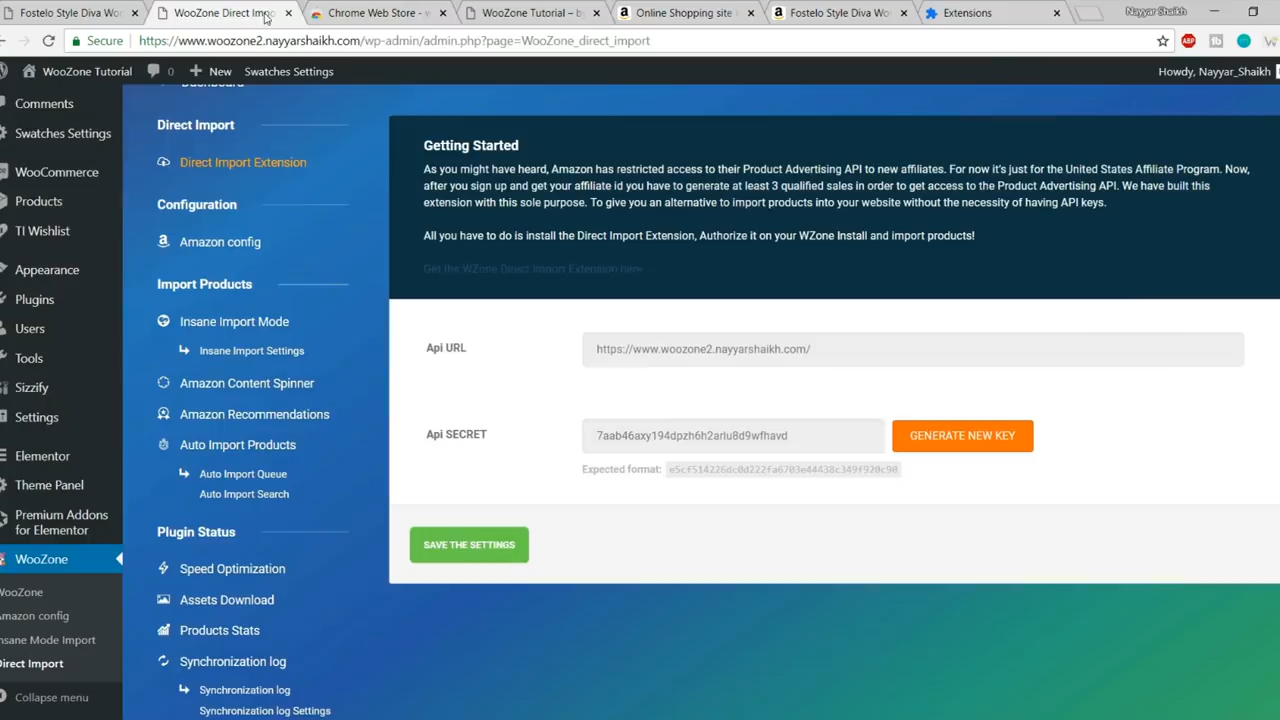 Fostelo Style Diva Wo
WooZone Direct Impo
Chrome Web Store -
WooZone Tutorial – b
Online Shopping site
Fostelo Style Diva Wo
Extensions
Nayyar Shaikh
Secure
https://www.woozone2.nayyarshaikh.com/wp-admin/admin.php?page=WooZone_direct_import
ABP
WooZone Tutorial
0
New
Swatches Settings
Howdy, Nayyar_Shaikh
Comments
Swatches Settings
WooCommerce
Products
TI Wishlist
Appearance
Plugins
Users
Tools
Sizzify
Settings
Elementor
Theme Panel
Premium Addons
for Elementor
WooZone
WooZone
Amazon config
Insane Mode Import
Direct Import
Collapse menu
Dashboard
Direct Import
Direct Import Extension
Configuration
Amazon config
Import Products
Insane Import Mode
Insane Import Settings
Amazon Content Spinner
Amazon Recommendations
Auto Import Products
Auto Import Queue
Auto Import Search
Plugin Status
Speed Optimization
Assets Download
Products Stats
Synchronization log
Synchronization log
Synchronization log Settings
Getting Started
As you might have heard, Amazon has restricted access to their Product Advertising API to new affiliates. For now it's just for the United States Affiliate Program. Now,
after you sign up and get your affiliate id you have to generate at least 3 qualified sales in order to get access to the Product Advertising API. We have built this
extension with this sole purpose. To give you an alternative to import products into your website without the necessity of having API keys.
All you have to do is install the Direct Import Extension, Authorize it on your WZone Install and import products!
Get the WZone Direct Import Extension here
Api URL
https://www.woozone2.nayyarshaikh.com/
Api SECRET
7aab46axy194dpzh6h2arlu8d9wfhavd
GENERATE NEW KEY
Expected format: e5cf514226dc0d222fa6703e44438c349f920c90
SAVE THE SETTINGS